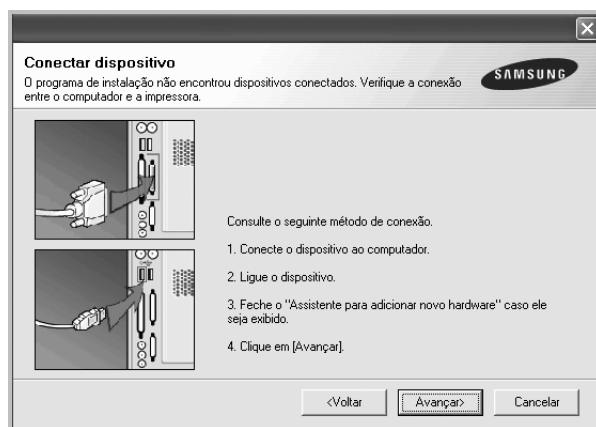 Conectar dispositivo
O programa de instalação não encontrou dispositivos conectados. Verifique a conexão
entre o computador e a impressora.
SAMSUNG
Consulte o seguinte método de conexão.
1. Conecte o dispositivo ao computador.
2. Ligue o dispositivo.
3. Feche o "Assistente para adicionar novo hardware" caso ele
seja exibido.
4. Clique em [Avançar].
<Voltar
Avançar>
Cancelar